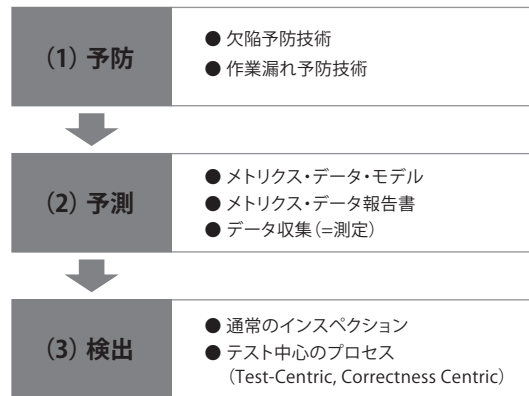 (1) 予防
● 欠陥予防技術
● 作業漏れ予防技術
(2) 予測
● メトリクス・データ・モデル
● メトリクス・データ報告書
● データ収集(=測定)
(3) 検出
● 通常のインスペクション
● テスト中心のプロセス
(Test-Centric, Correctness Centric)